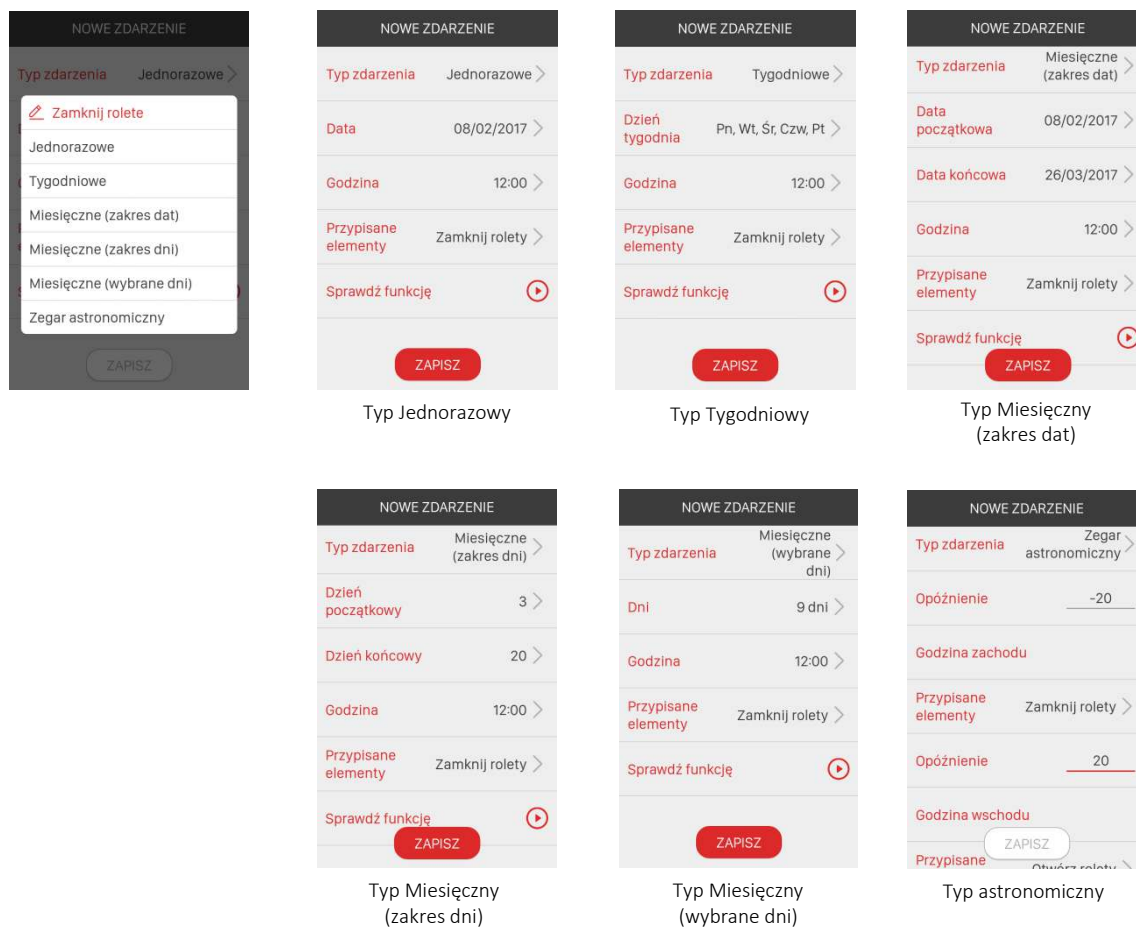 NOWE ZDARZENIE
Typ zdarzenia Jednorazowe
Zamknij rolete
Jednorazowe
Tygodniowe
Miesięczne (zakres dat)
Miesięczne (zakres dni)
Miesięczne (wybrane dni)
Zegar astronomiczny
ZAPISZ
NOWE ZDARZENIE
Typ zdarzenia Jednorazowe
Data 08/02/2017
Godzina 12:00
Przypisane
elementy Zamknij rolety
Sprawdź funkcję
ZAPISZ
Typ Jednorazowy
NOWE ZDARZENIE
Typ zdarzenia Tygodniowe
Dzień
tygodnia Pn, Wt, Śr, Czw, Pt
Godzina 12:00
Przypisane
elementy Zamknij rolety
Sprawdź funkcję
ZAPISZ
Typ Tygodniowy
NOWE ZDARZENIE
Typ zdarzenia Miesięczne
(zakres dat)
Data
początkowa 08/02/2017
Data końcowa 26/03/2017
Godzina 12:00
Przypisane
elementy Zamknij rolety
Sprawdź funkcję
ZAPISZ
Typ Miesięczny
(zakres dat)
NOWE ZDARZENIE
Typ zdarzenia Miesięczne
(zakres dni)
Dzień
początkowy 3
Dzień końcowy 20
Godzina 12:00
Przypisane
elementy Zamknij rolety
Sprawdź funkcję
ZAPISZ
Typ Miesięczny
(zakres dni)
NOWE ZDARZENIE
Typ zdarzenia Miesięczne
(wybrane
dni)
Dni 9 dni
Godzina 12:00
Przypisane
elementy Zamknij rolety
Sprawdź funkcję
ZAPISZ
Typ Miesięczny
(wybrane dni)
NOWE ZDARZENIE
Typ zdarzenia Zegar
astronomiczny
Opóźnienie -20
Godzina zachodu
Przypisane
elementy Zamknij rolety
Opóźnienie 20
Godzina wschodu
ZAPISZ
Przypisane Otwórz rolety
Typ astronomiczny